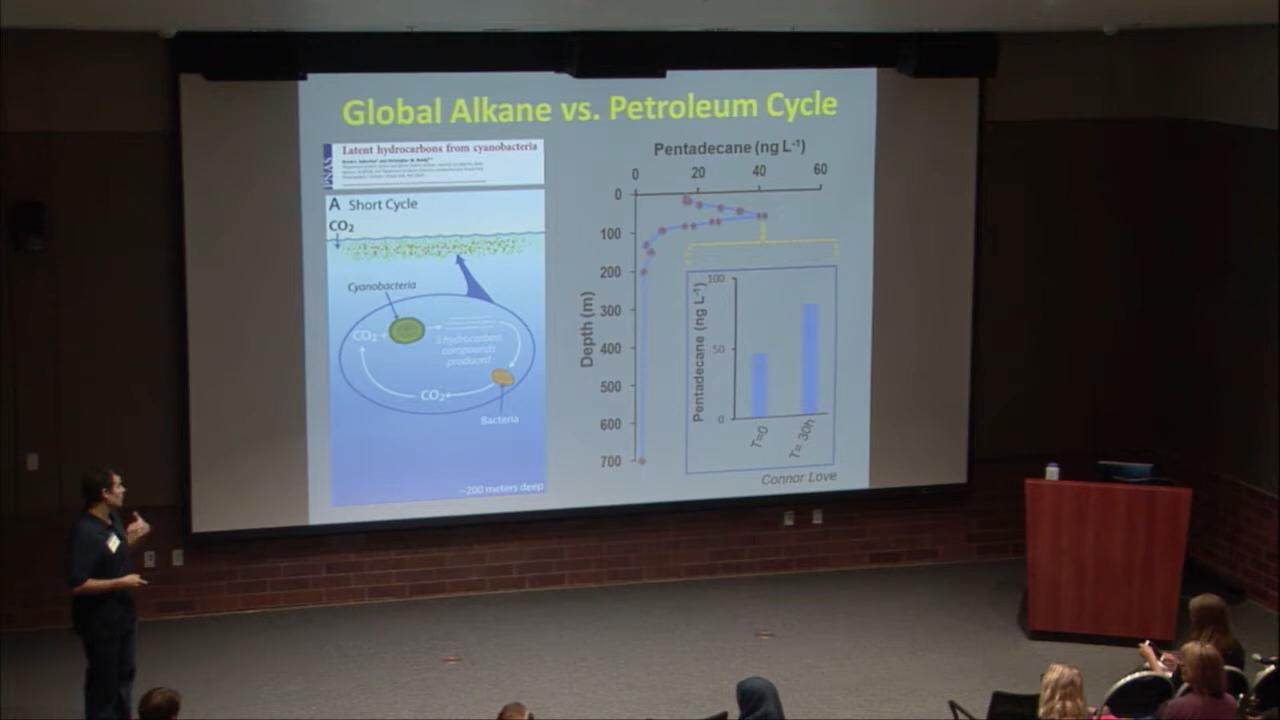 Global Alkane vs. Petroleum Cycle
PNAS
Latent hydrocarbons from cyanobacteria
A Short Cycle
CO2
Cyanobacteria
CO2
hydrocarbon
compounds
produced
CO2
Bacteria
~200 meters deep
Pentadecane (ng L-1)
0 20 40 60
Depth (m)
0
100
200
300
400
500
600
700
Pentadecane (ng L-1)
100
50
0
T=0
T= 30h
Connor Love